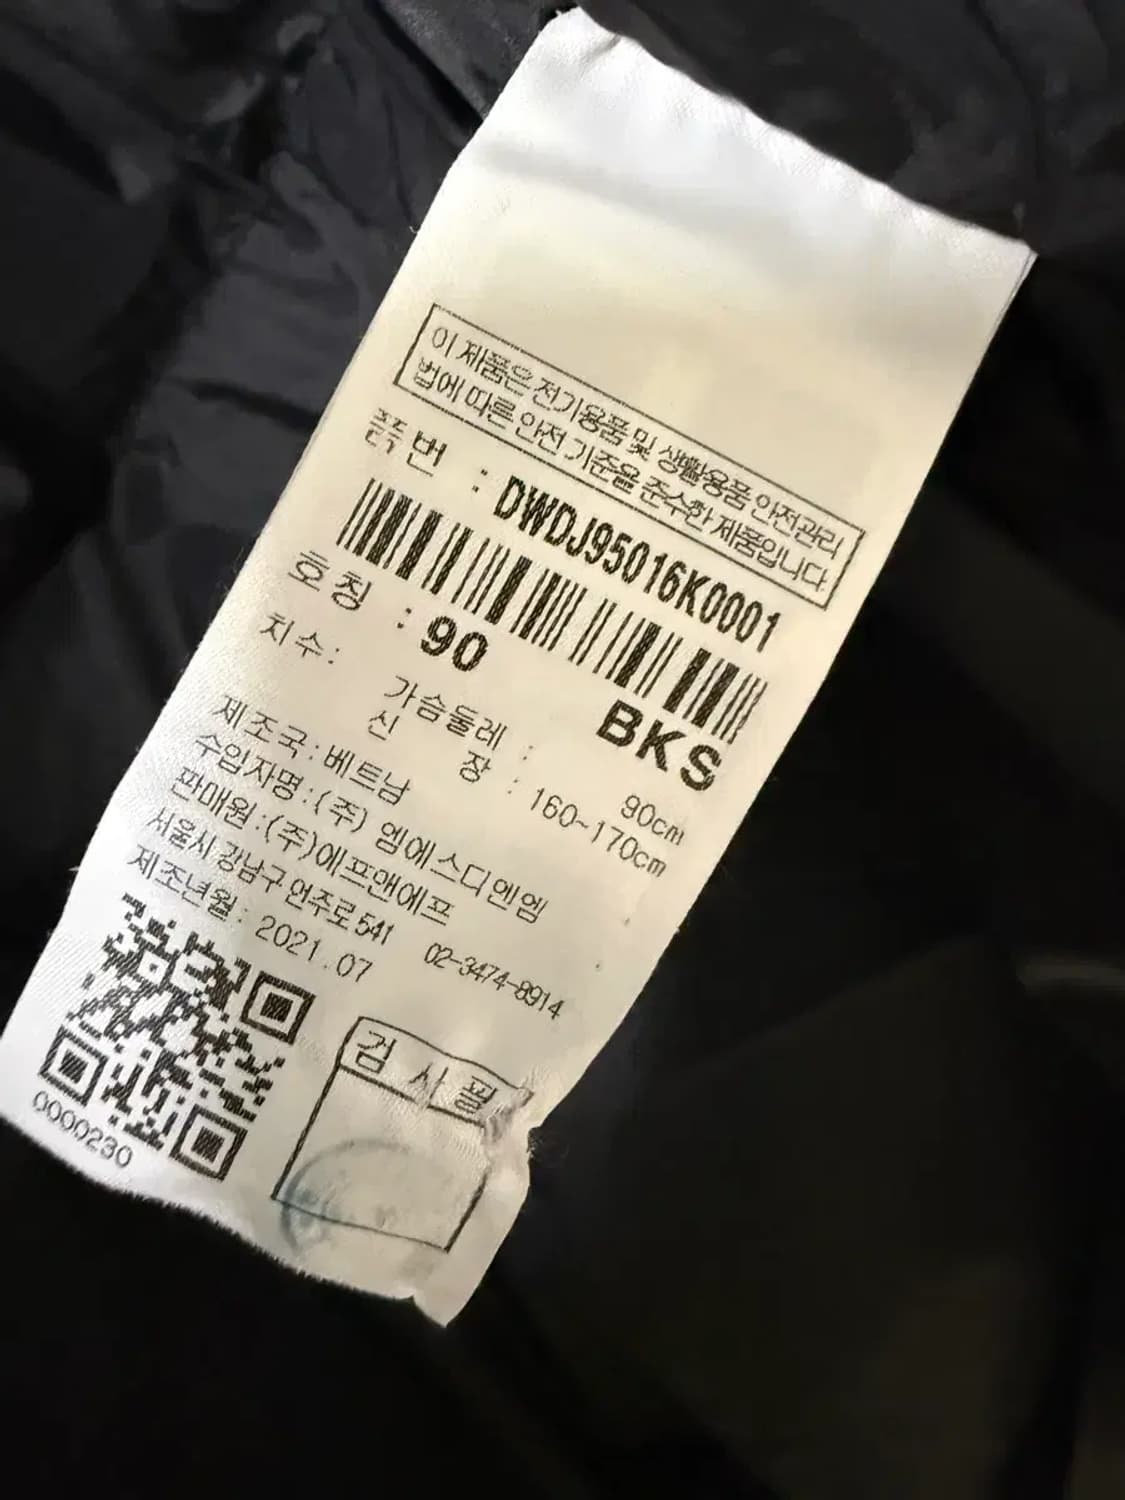 이 제품은 전기용품 및 생활용품 안전관리
법에 따른 안전 기준을 준수한 제품입니다.
품번 : DWDJ95016K0001
호칭 : 90 BKS
치수: 가슴둘레 : 90cm
신 장 : 160~170cm
제조국:베트남
수입자명:(주) 엠에스디엔엠
판매원:(주)에프앤에프
서울시 강남구 언주로 541 02-3474-8914
제조년월: 2021.07
검사필
0000230